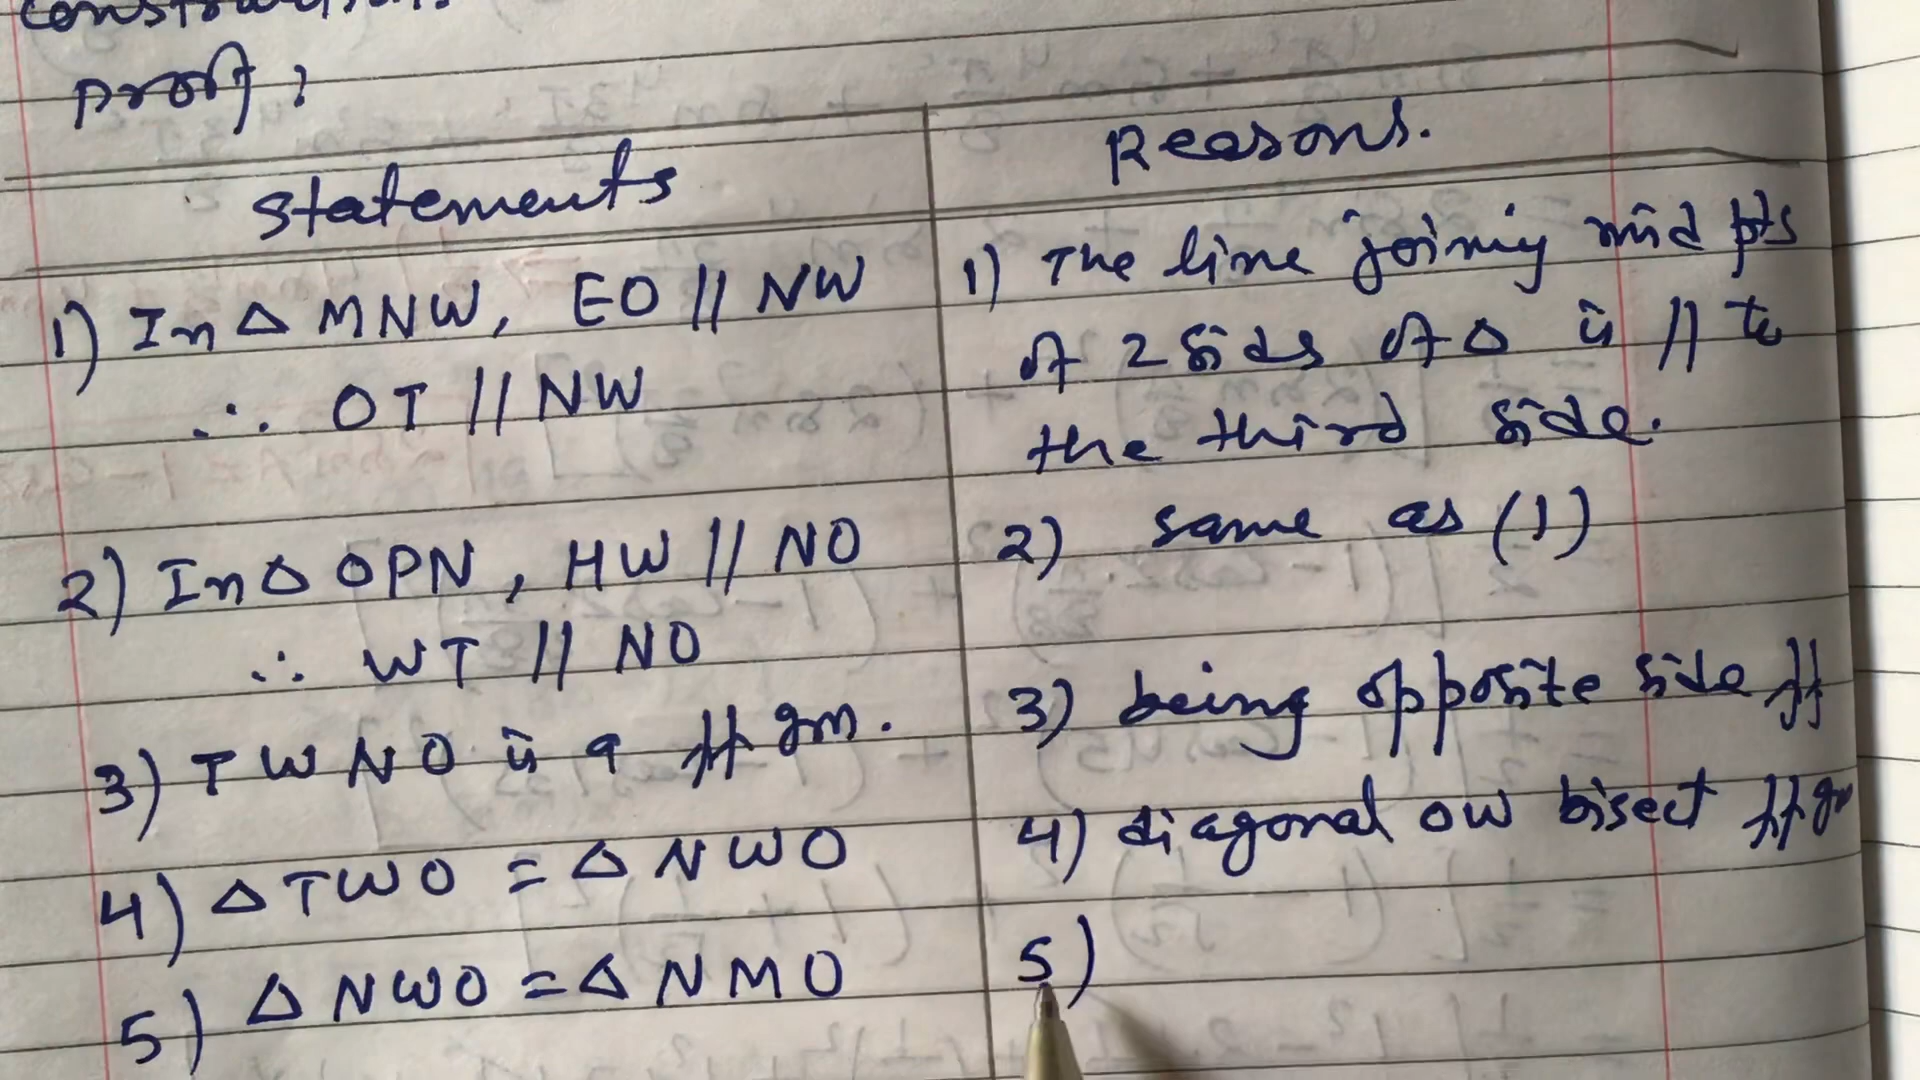 Proof :
Statements
Reasons.
1) In △ MNW, EO // NW
∴ OT // NW
1) The line joining mid pts
of 2 sides of △ is // to
the third side.
2) In △ OPN, HW // NO
∴ WT // NO
2) same as (1)
3) TWNO is a //gm.
3) being opposite side //
4) △ TWO = △ NWO
4) diagonal OW bisect //gm
5) △ NWO = △ NMO
5)